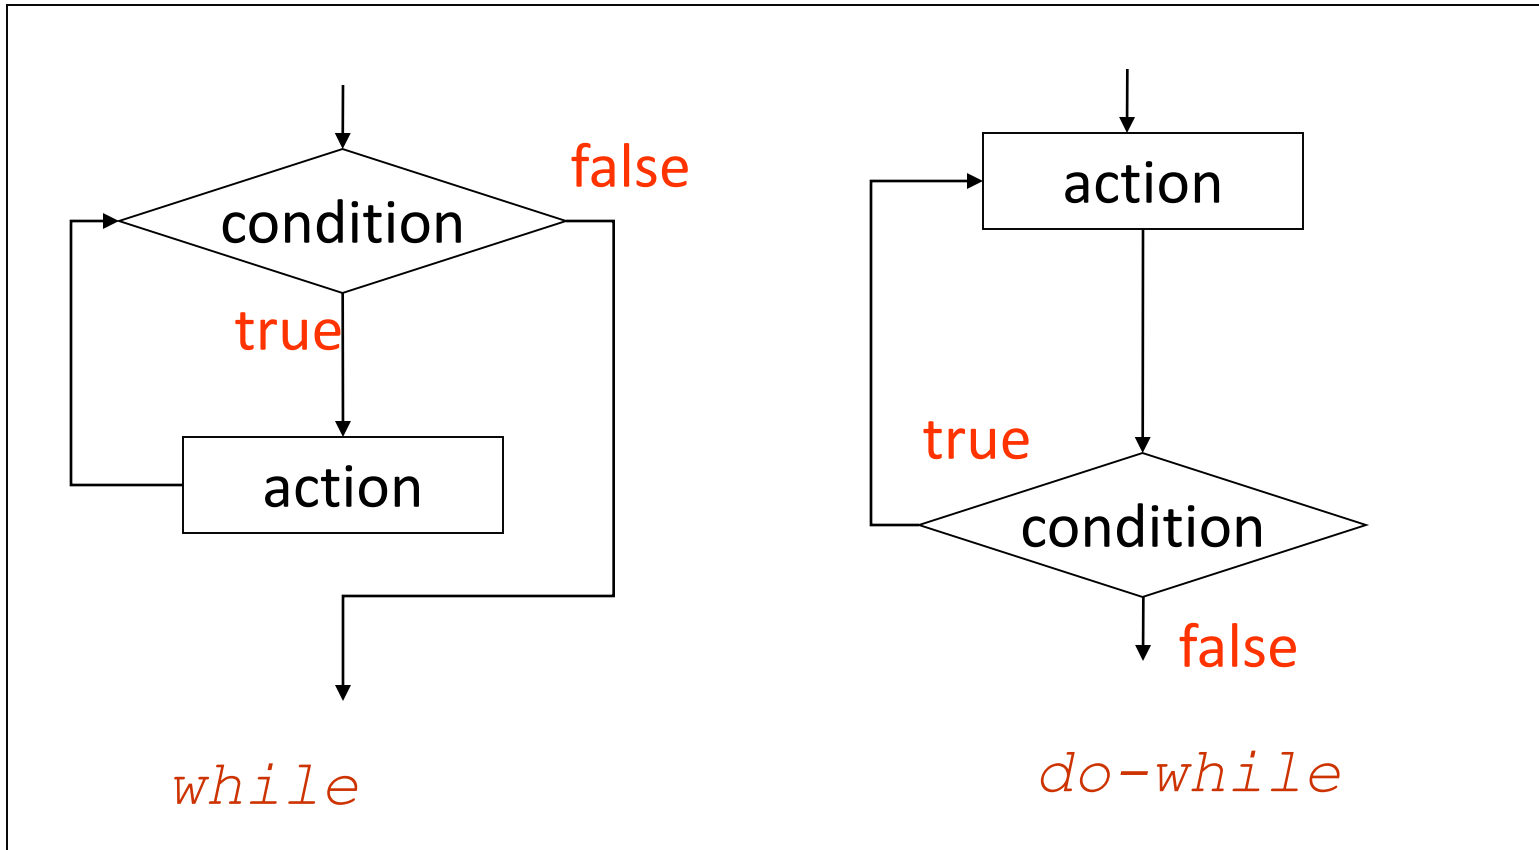 condition
false
true
action
while
action
true
condition
false
do-while